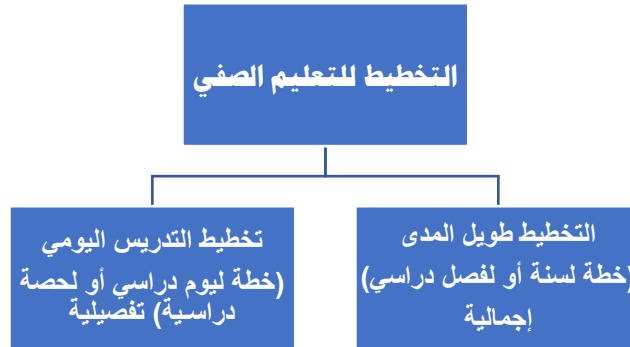 التخطيط للتعليم الصفي
التخطيط طويل المدى
(خطة لسنة أو لفصل دراسي)
إجمالية
تخطيط التدريس اليومي
(خطة ليوم دراسي أو لحصة
دراسية) تفصيلية